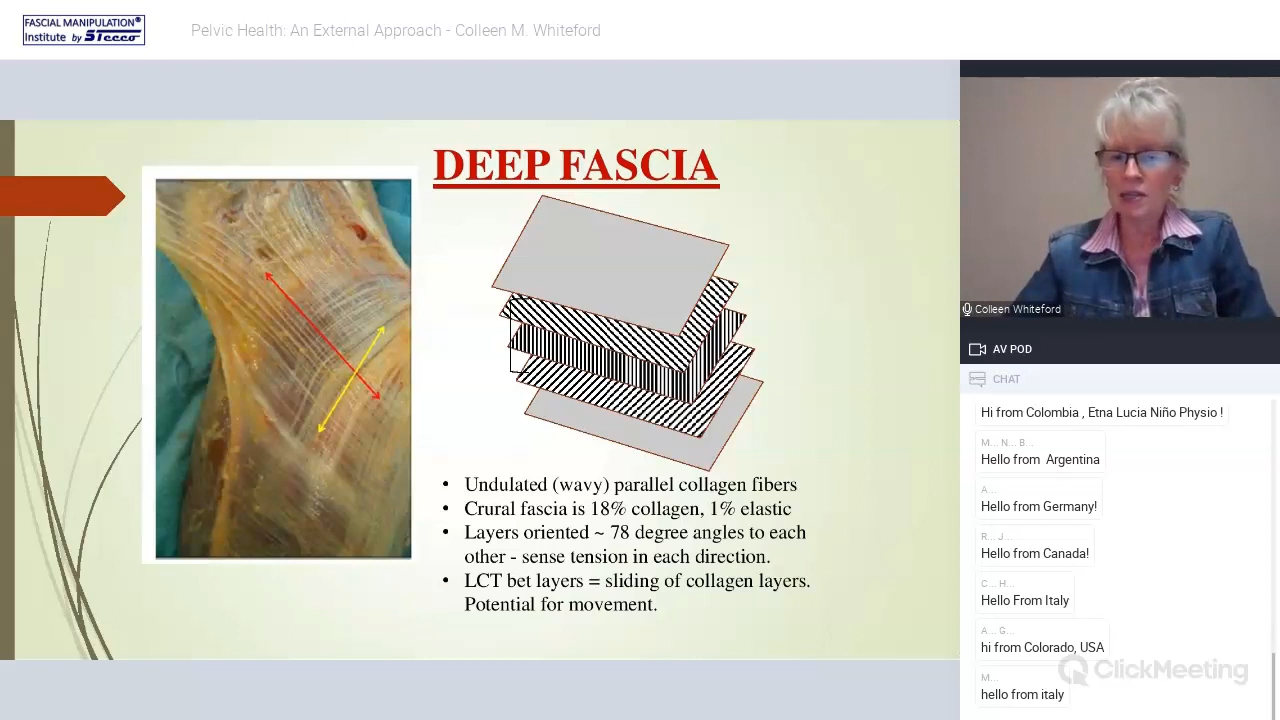 FASCIAL MANIPULATION®
Institute by Stecco
Pelvic Health: An External Approach - Colleen M. Whiteford
DEEP FASCIA
• Undulated (wavy) parallel collagen fibers
• Crural fascia is 18% collagen, 1% elastic
• Layers oriented ~ 78 degree angles to each
other - sense tension in each direction.
• LCT bet layers = sliding of collagen layers.
Potential for movement.
Colleen Whiteford
AV POD
CHAT
Hi from Colombia , Etna Lucia Niño Physio !
M... N... B...
Hello from Argentina
A...
Hello from Germany!
R... J...
Hello from Canada!
C... H...
Hello From Italy
A... G...
hi from Colorado, USA
M...
hello from italy
ClickMeeting